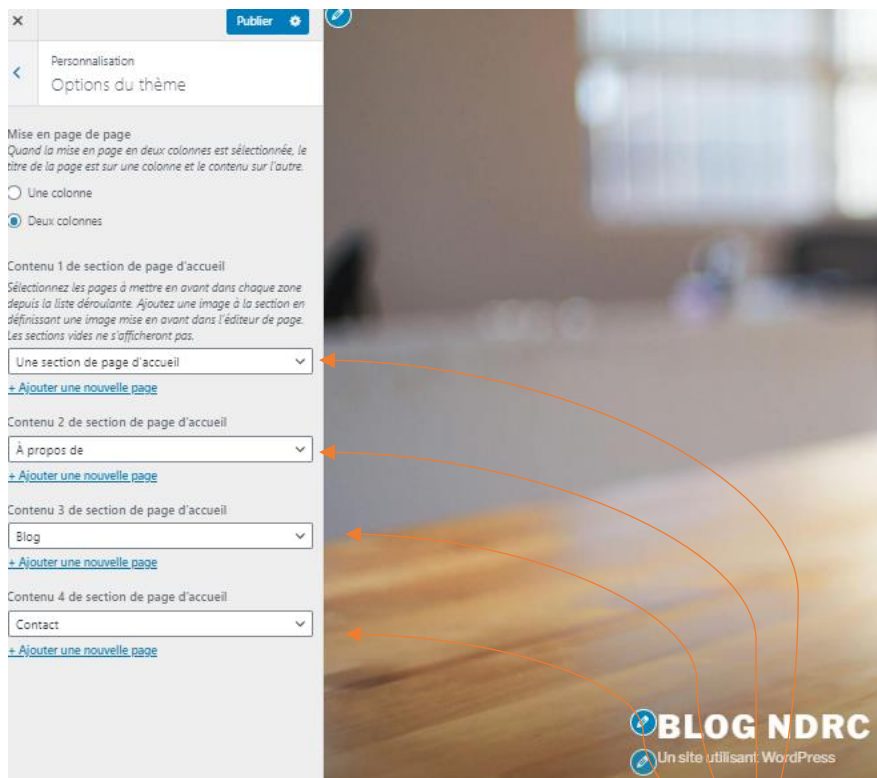 Publier
Personnalisation
Options du thème
Mise en page de page
Quand la mise en page en deux colonnes est sélectionnée, le
titre de la page est sur une colonne et le contenu sur l'autre.
Une colonne
Deux colonnes
Contenu 1 de section de page d'accueil
Sélectionnez les pages à mettre en avant dans chaque zone
depuis la liste déroulante. Ajoutez une image à la section en
définissant une image mise en avant dans l'éditeur de page.
Les sections vides ne s'afficheront pas.
Une section de page d'accueil
+ Ajouter une nouvelle page
Contenu 2 de section de page d'accueil
À propos de
+ Ajouter une nouvelle page
Contenu 3 de section de page d'accueil
Blog
+ Ajouter une nouvelle page
Contenu 4 de section de page d'accueil
Contact
+ Ajouter une nouvelle page
BLOG NDRC
Un site utilisant WordPress